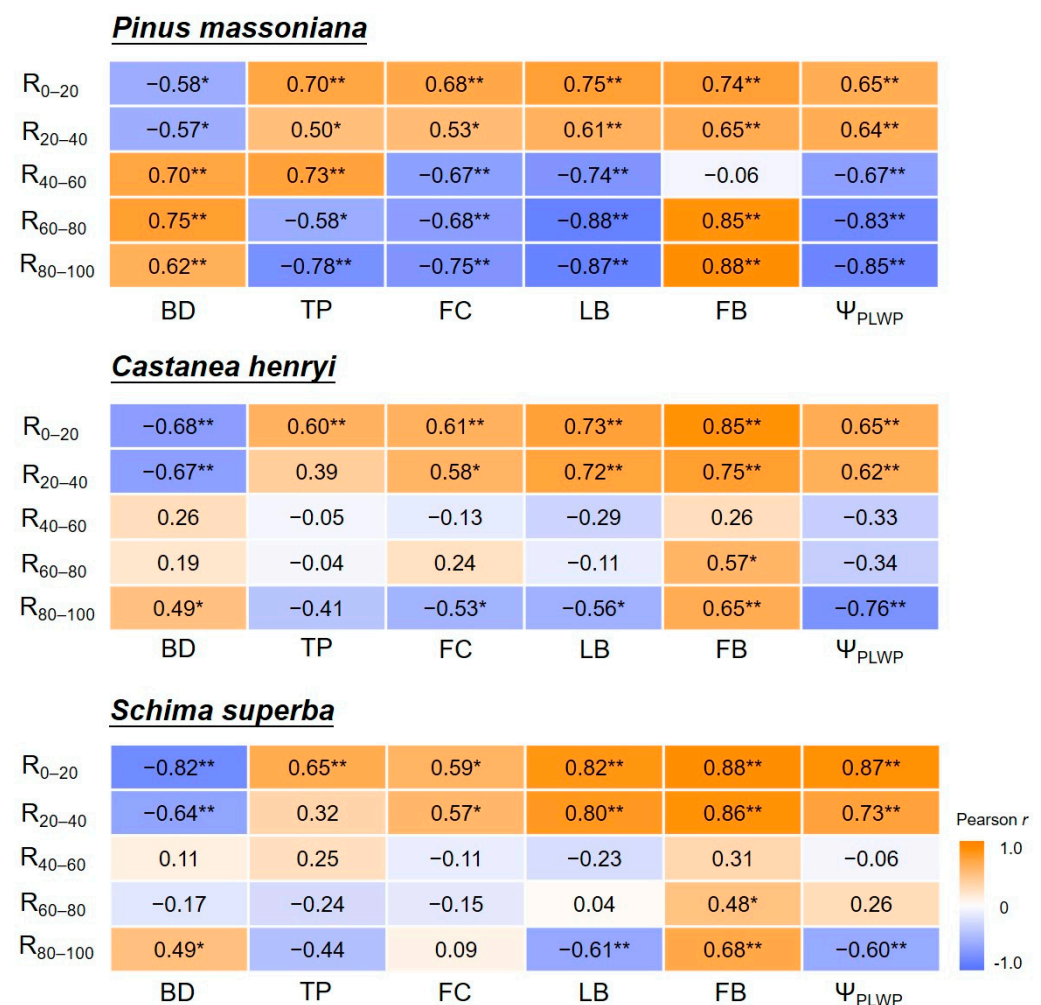 Pinus massoniana
R0–20 −0.58* 0.70** 0.68** 0.75** 0.74** 0.65**
R20–40 −0.57* 0.50* 0.53* 0.61** 0.65** 0.64**
R40–60 0.70** 0.73** −0.67** −0.74** −0.06 −0.67**
R60–80 0.75** −0.58* −0.68** −0.88** 0.85** −0.83**
R80–100 0.62** −0.78** −0.75** −0.87** 0.88** −0.85**
BD TP FC LB FB ΨPLWP
Castanea henryi
R0–20 −0.68** 0.60** 0.61** 0.73** 0.85** 0.65**
R20–40 −0.67** 0.39 0.58* 0.72** 0.75** 0.62**
R40–60 0.26 −0.05 −0.13 −0.29 0.26 −0.33
R60–80 0.19 −0.04 0.24 −0.11 0.57* −0.34
R80–100 0.49* −0.41 −0.53* −0.56* 0.65** −0.76**
BD TP FC LB FB ΨPLWP
Schima superba
R0–20 −0.82** 0.65** 0.59* 0.82** 0.88** 0.87**
R20–40 −0.64** 0.32 0.57* 0.80** 0.86** 0.73**
R40–60 0.11 0.25 −0.11 −0.23 0.31 −0.06
R60–80 −0.17 −0.24 −0.15 0.04 0.48* 0.26
R80–100 0.49* −0.44 0.09 −0.61** 0.68** −0.60**
BD TP FC LB FB ΨPLWP
Pearson r
1.0
0
-1.0